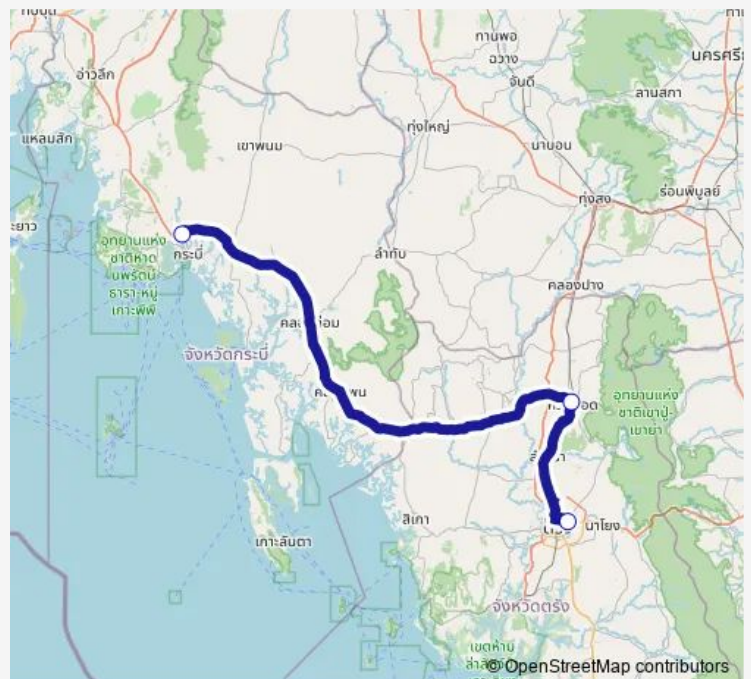 อ่าวลึก
ทานพอ
ฉวาง
จันดี
ลานสกา
แหลมสัก
ทุ่งใหญ่
เขาพนม
นาบอน
ทุ่งสง
ร่อนพิบูลย์
อุทยานแห่ง
ชาติหาด
นพรัตน์
ธารา-หมู่
เกาะพีพี
กระบี่
ลำทับ
คลองปาง
จังหวัดกระบี่
อุทยานแห่ง
ชาติเขาปู่-
เขาย่า
สิเกา
นาโยง
เกาะลันตา
จังหวัดตรัง
เขตห้าม
© OpenStreetMap contributors